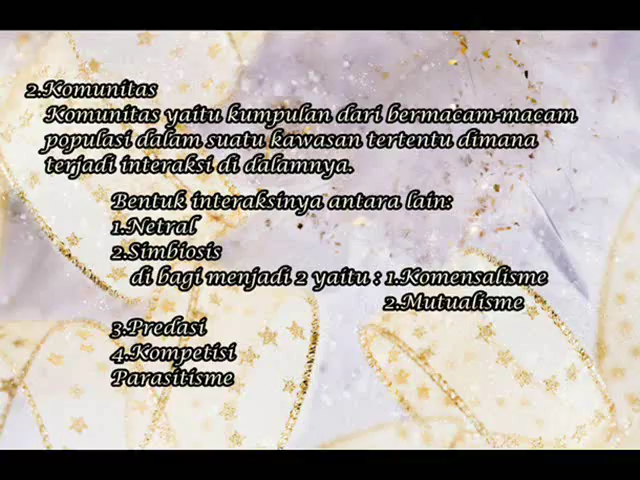 2.Komunitas
Komunitas yaitu kumpulan dari bermacam-macam
populasi dalam suatu kawasan tertentu dimana
terjadi interaksi di dalamnya.
Bentuk interaksinya antara lain:
1.Netral
2.Simbiosis
di bagi menjadi 2 yaitu : 1.Komensalisme
2.Mutualisme
3.Predasi
4.Kompetisi
Parasitisme